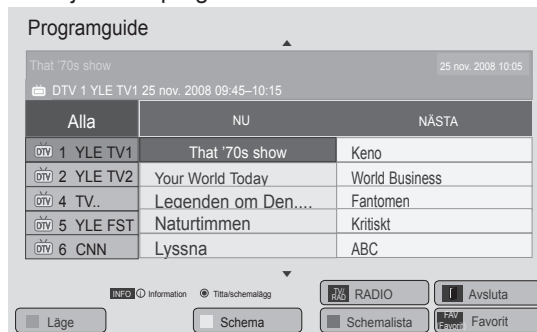 Programguide
That '70s show 25 nov. 2008 10:05
DTV 1 YLE TV1 25 nov. 2008 09:45–10:15
Alla NU NÄSTA
DTV 1 YLE TV1 That '70s show Keno
DTV 2 YLE TV2 Your World Today World Business
DTV 4 TV.. Legenden om Den.... Fantomen
DTV 5 YLE FST Naturtimmen Kritiskt
DTV 6 CNN Lyssna ABC
INFO i Information Titta/schemalägg TV/RAD RADIO Avsluta
Läge Schema Schemalista FAV Favorit Favorit